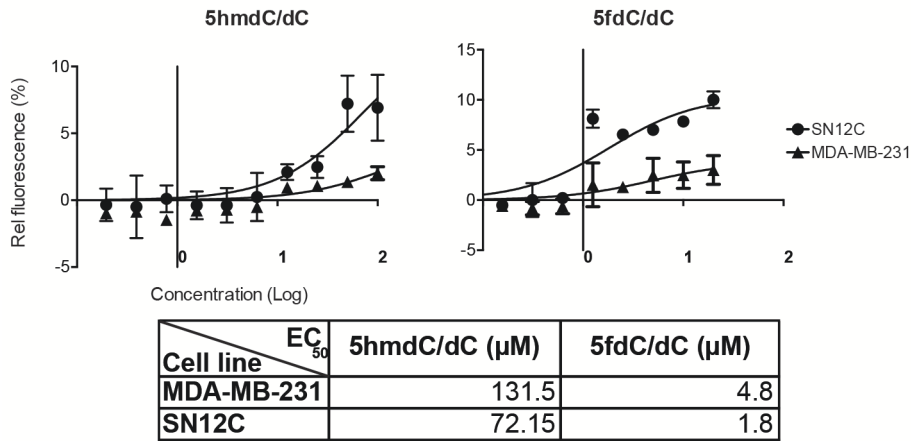 5hmdC/dC
5fdC/dC
Rel fluorescence (%)
10
5
0
-5
0
1
2
Concentration (Log)
15
10
5
0
-5
0
1
2
SN12C
MDA-MB-231
EC50
Cell line
5hmdC/dC (µM)
5fdC/dC (µM)
MDA-MB-231 131.5 4.8
SN12C 72.15 1.8